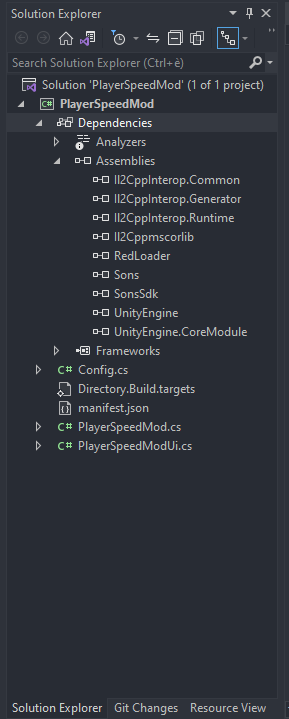 Solution Explorer
Search Solution Explorer (Ctrl+è)
Solution 'PlayerSpeedMod' (1 of 1 project)
C# PlayerSpeedMod
Dependencies
Analyzers
Assemblies
Il2CppInterop.Common
Il2CppInterop.Generator
Il2CppInterop.Runtime
Il2Cppmscorlib
RedLoader
Sons
SonsSdk
UnityEngine
UnityEngine.CoreModule
Frameworks
C# Config.cs
Directory.Build.targets
manifest.json
C# PlayerSpeedMod.cs
C# PlayerSpeedModUi.cs
Solution Explorer Git Changes Resource View